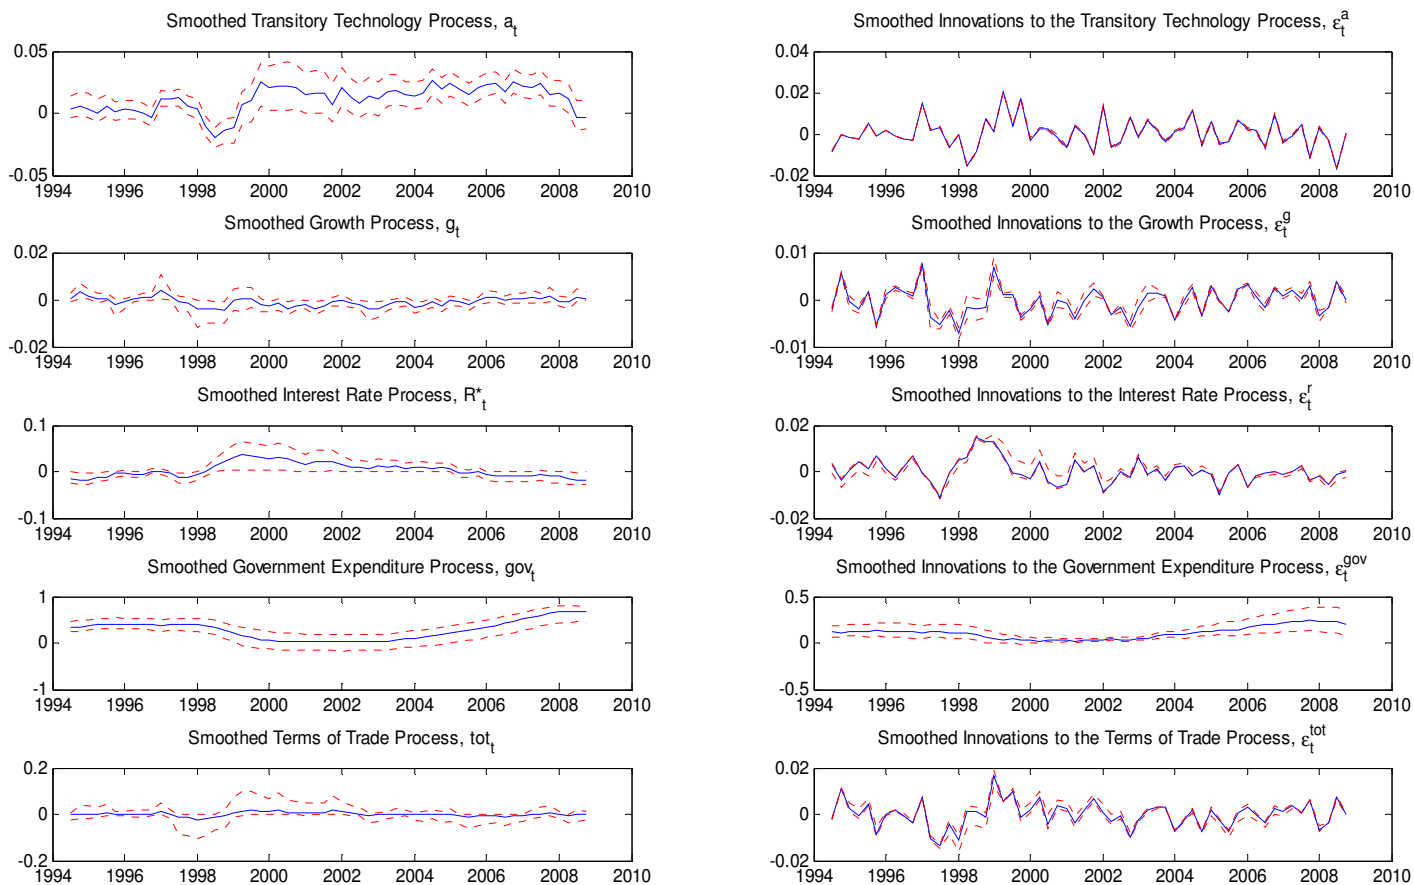 Smoothed Transitory Technology Process, a_t
0.05
0
-0.05
1994 1996 1998 2000 2002 2004 2006 2008 2010
Smoothed Innovations to the Transitory Technology Process, ε_t^a
0.04
0.02
0
-0.02
1994 1996 1998 2000 2002 2004 2006 2008 2010
Smoothed Growth Process, g_t
0.02
0
-0.02
1994 1996 1998 2000 2002 2004 2006 2008 2010
Smoothed Innovations to the Growth Process, ε_t^g
0.01
0
-0.01
1994 1996 1998 2000 2002 2004 2006 2008 2010
Smoothed Interest Rate Process, R*_t
0.1
0
-0.1
1994 1996 1998 2000 2002 2004 2006 2008 2010
Smoothed Innovations to the Interest Rate Process, ε_t^r
0.02
0
-0.02
1994 1996 1998 2000 2002 2004 2006 2008 2010
Smoothed Government Expenditure Process, gov_t
1
0
-1
1994 1996 1998 2000 2002 2004 2006 2008 2010
Smoothed Innovations to the Government Expenditure Process, ε_t^gov
0.5
0
-0.5
1994 1996 1998 2000 2002 2004 2006 2008 2010
Smoothed Terms of Trade Process, tot_t
0.2
0
-0.2
1994 1996 1998 2000 2002 2004 2006 2008 2010
Smoothed Innovations to the Terms of Trade Process, ε_t^tot
0.02
0
-0.02
1994 1996 1998 2000 2002 2004 2006 2008 2010